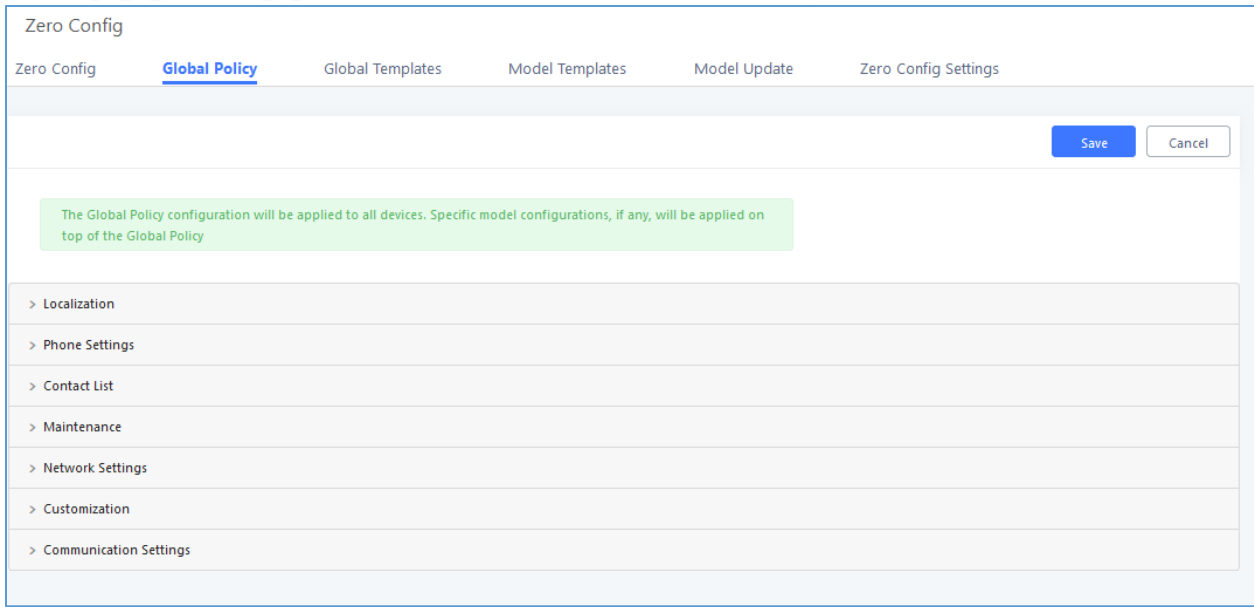 Zero Config
Zero Config Global Policy Global Templates Model Templates Model Update Zero Config Settings
Save Cancel
The Global Policy configuration will be applied to all devices. Specific model configurations, if any, will be applied on
top of the Global Policy
> Localization
> Phone Settings
> Contact List
> Maintenance
> Network Settings
> Customization
> Communication Settings